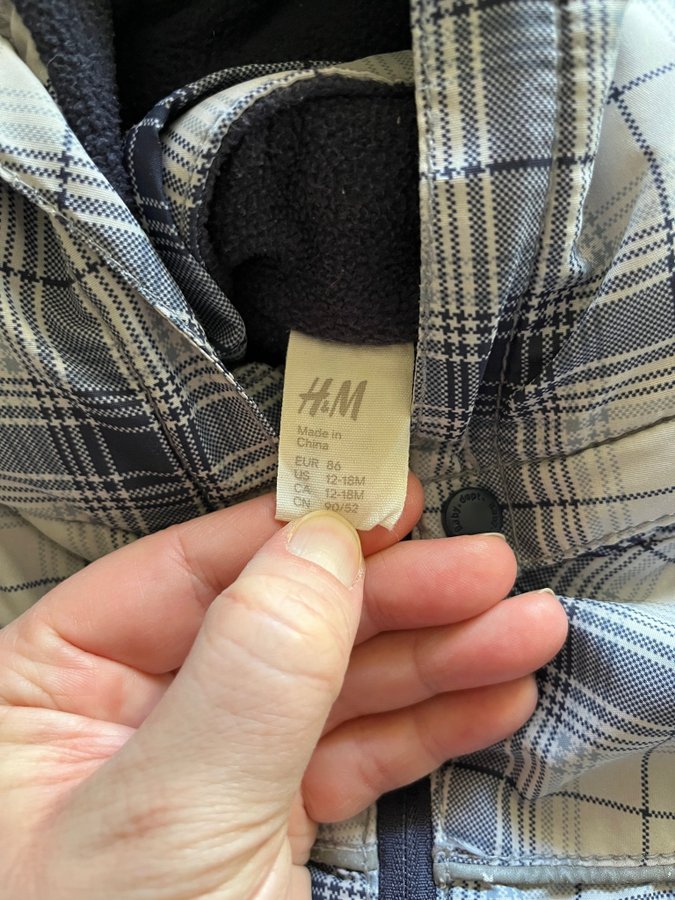 H&M
Made in
China
EUR 86
US 12-18M
CA 12-18M
CN 90/52